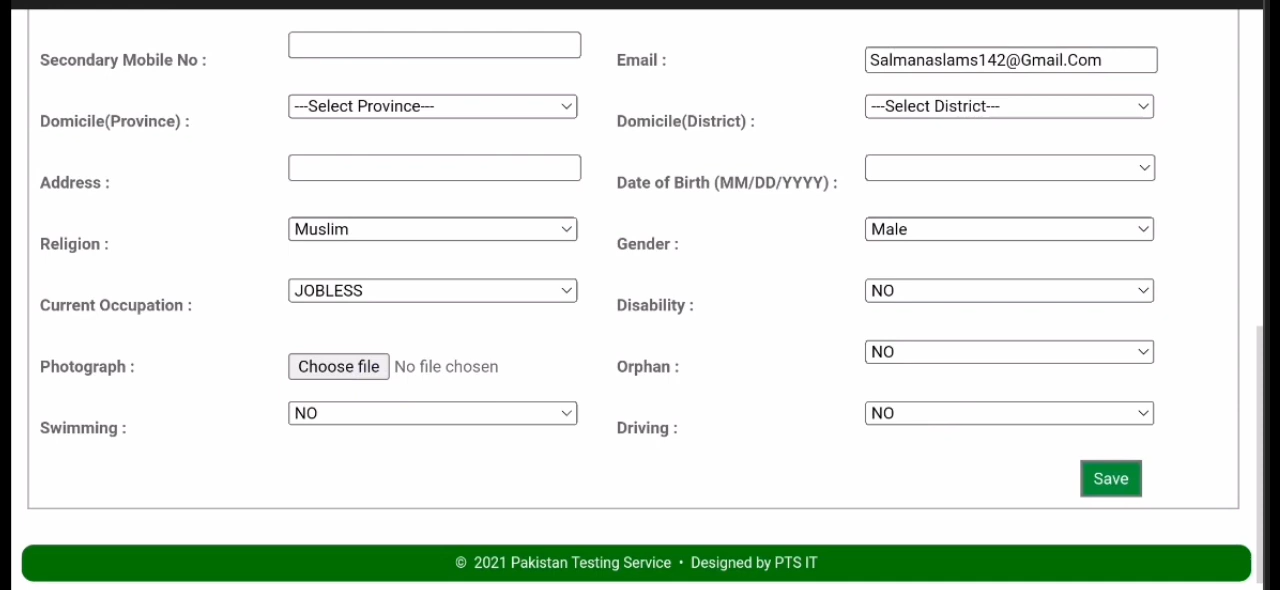 Secondary Mobile No :
Email : Salmanaslams142@Gmail.Com
Domicile(Province) : ---Select Province---
Domicile(District) : ---Select District---
Address :
Date of Birth (MM/DD/YYYY) :
Religion : Muslim
Gender : Male
Current Occupation : JOBLESS
Disability : NO
Photograph : Choose file No file chosen
Orphan : NO
Swimming : NO
Driving : NO
Save
© 2021 Pakistan Testing Service • Designed by PTS IT